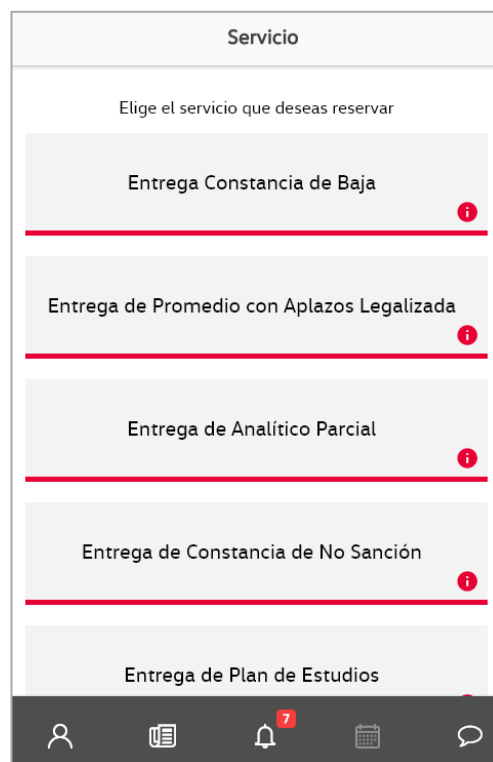 Servicio
Elige el servicio que deseas reservar
Entrega Constancia de Baja
Entrega de Promedio con Aplazos Legalizada
Entrega de Analítico Parcial
Entrega de Constancia de No Sanción
Entrega de Plan de Estudios
7